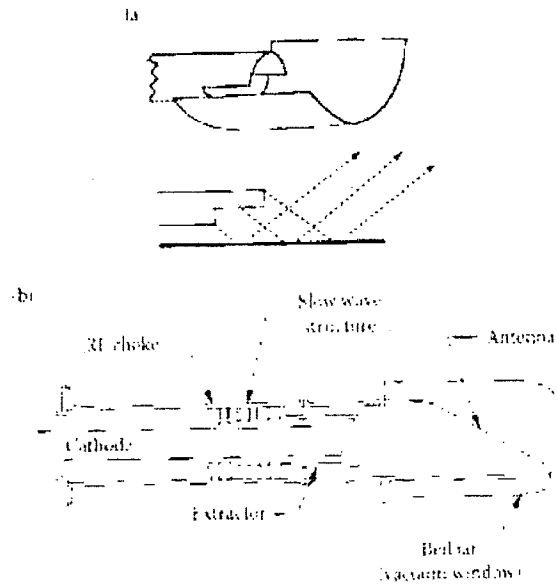 (a)
(b)
Slow wave
structure
RF choke
Antenna
Cathode
Extractor
Bell jar
(vacuum window)